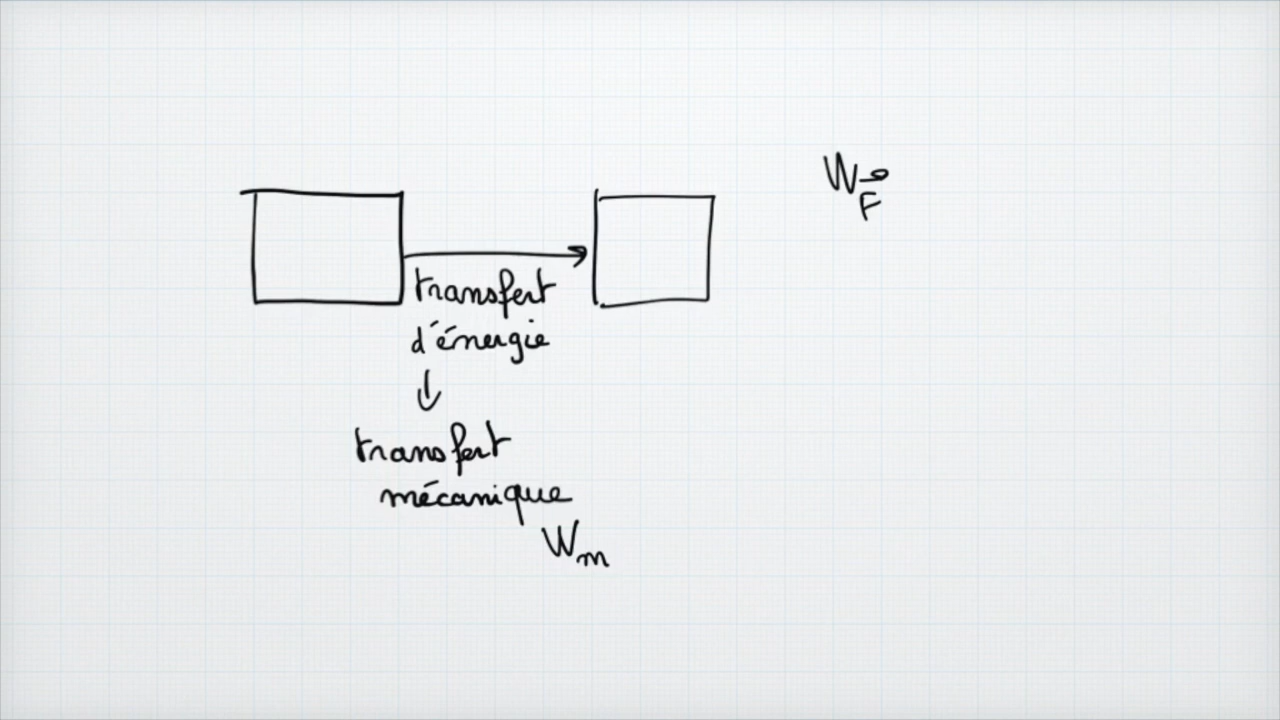 W_F⃗
transfert
d'énergie
↓
transfert
mécanique
W_m